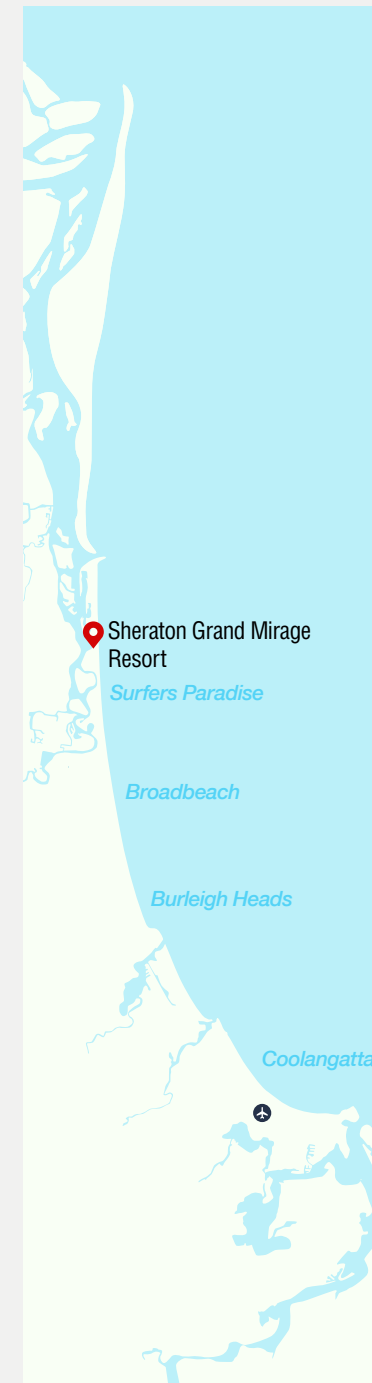 Sheraton Grand Mirage
Resort
Surfers Paradise
Broadbeach
Burleigh Heads
Coolangatta